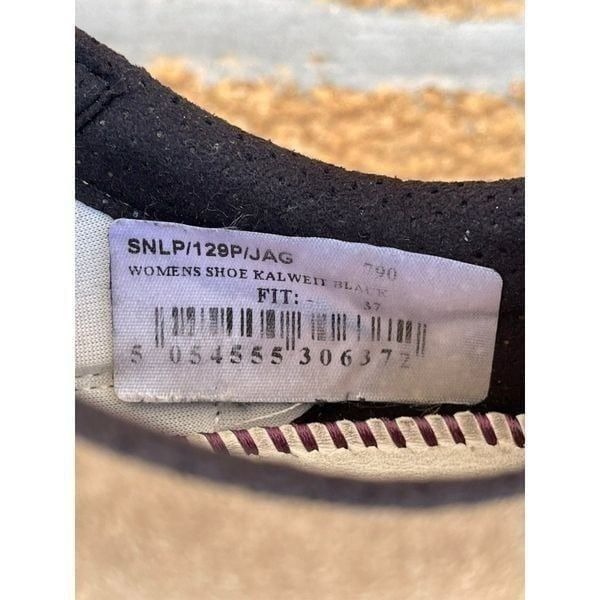 SNLP/129P/JAG 790
WOMENS SHOE KALWEIT BLACK
FIT: 37
5 054555 306372